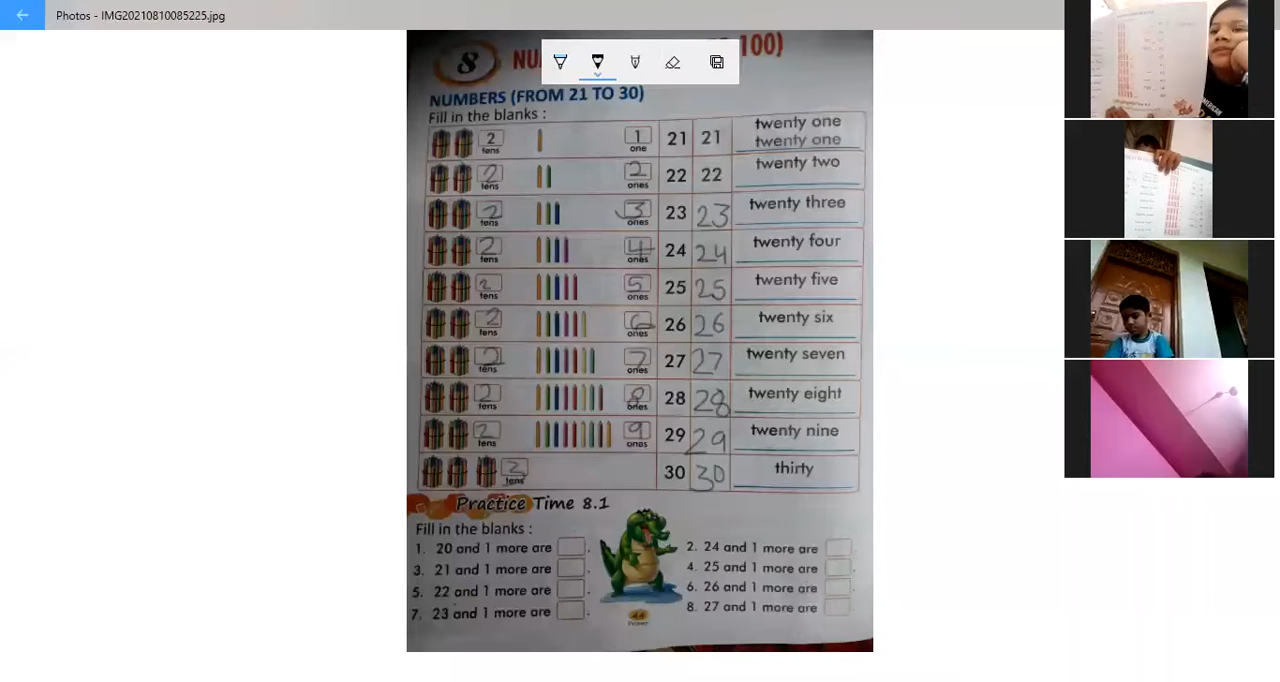 Photos - IMG20210810085225.jpg
8 NU 100)
NUMBERS (FROM 21 TO 30)
Fill in the blanks :
2 tens 1 one 21 21 twenty one
twenty one
2 tens 2 ones 22 22 twenty two
2 tens 3 ones 23 23 twenty three
2 tens 4 ones 24 24 twenty four
2 tens 5 ones 25 25 twenty five
2 tens 6 ones 26 26 twenty six
2 tens 7 ones 27 27 twenty seven
2 tens 8 ones 28 28 twenty eight
2 tens 9 ones 29 29 twenty nine
3 tens 30 30 thirty
Practice Time 8.1
Fill in the blanks :
1. 20 and 1 more are .
2. 24 and 1 more are .
3. 21 and 1 more are .
4. 25 and 1 more are .
5. 22 and 1 more are .
6. 26 and 1 more are .
7. 23 and 1 more are .
8. 27 and 1 more are .
44
Primer